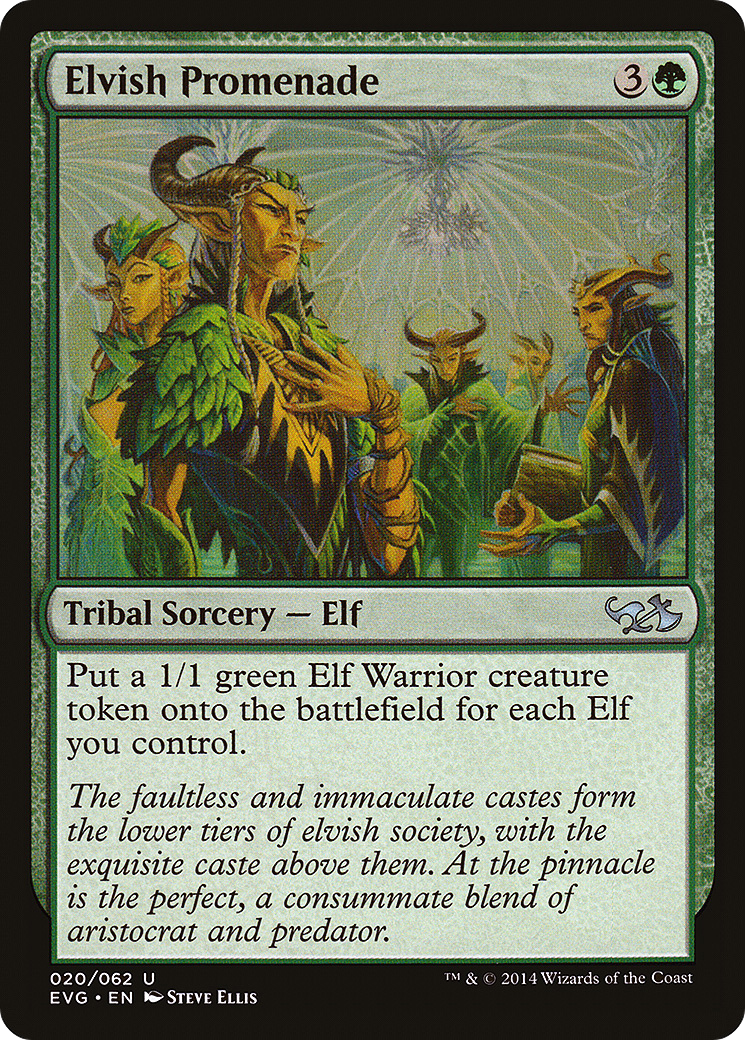 Elvish Promenade 3
Tribal Sorcery — Elf
Put a 1/1 green Elf Warrior creature
token onto the battlefield for each Elf
you control.
The faultless and immaculate castes form
the lower tiers of elvish society, with the
exquisite caste above them. At the pinnacle
is the perfect, a consummate blend of
aristocrat and predator.
020/062 U
EVG • EN Steve Ellis
™ & © 2014 Wizards of the Coast